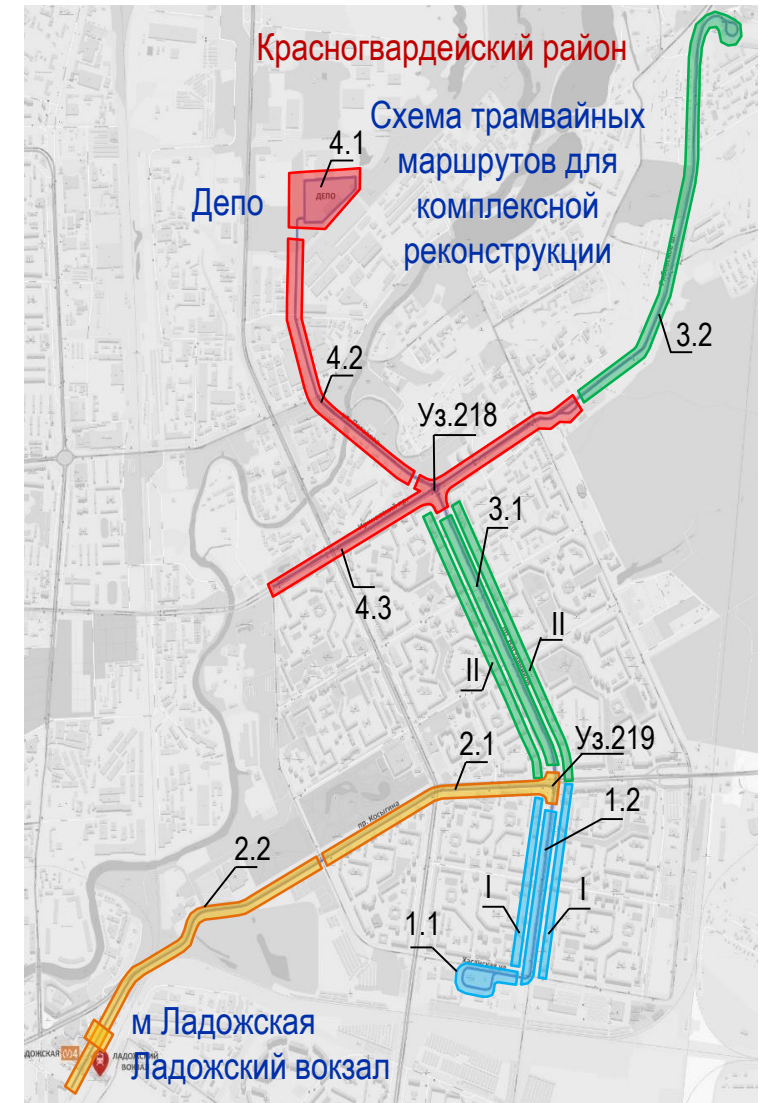 Красногвардейский район
Схема трамвайных
маршрутов для
комплексной
реконструкции
4.1
ДЕПО
Депо
3.2
4.2
Уз.218
3.1
4.3
II
II
Уз.219
2.1
пр. Косыгина
1.2
2.2
I
I
1.1
Хасанская ул.
м Ладожская
Ладожский вокзал